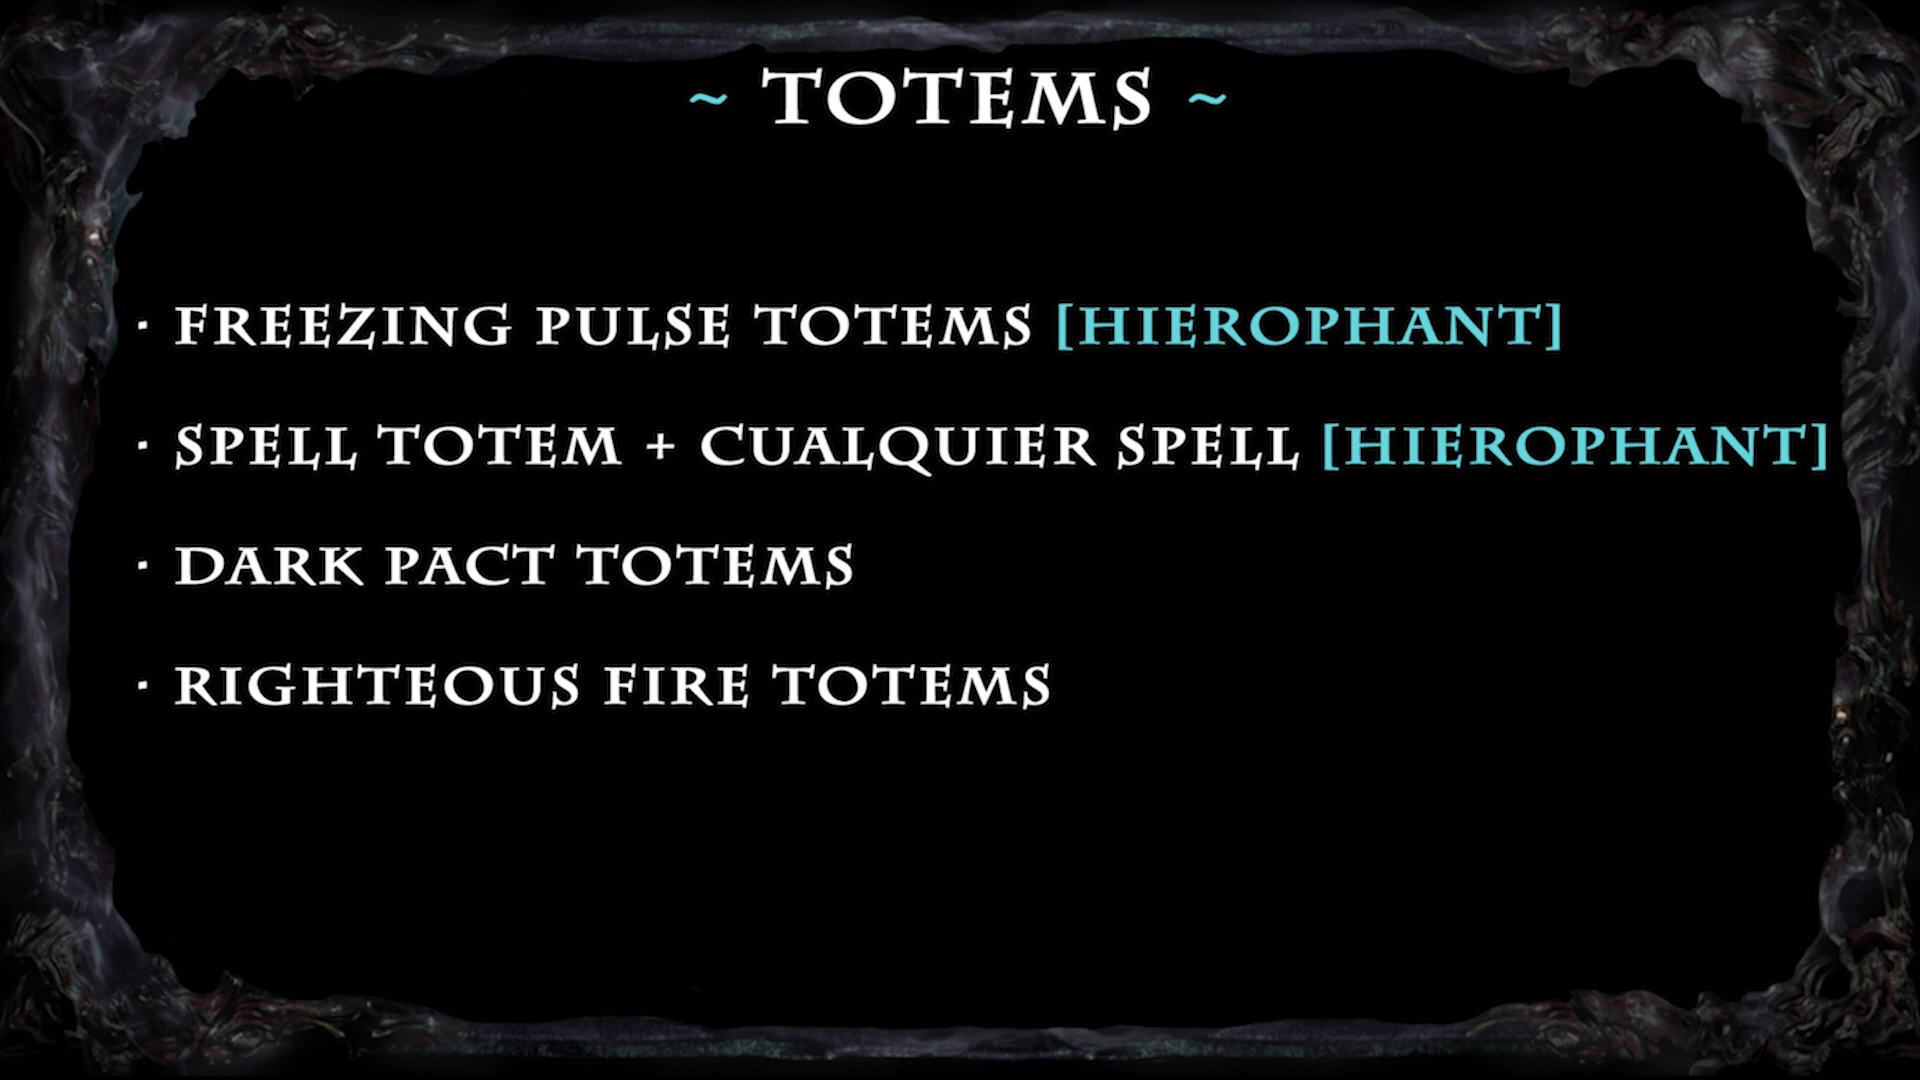 ~ TOTEMS ~
· FREEZING PULSE TOTEMS [HIEROPHANT]
· SPELL TOTEM + CUALQUIER SPELL [HIEROPHANT]
· DARK PACT TOTEMS
· RIGHTEOUS FIRE TOTEMS